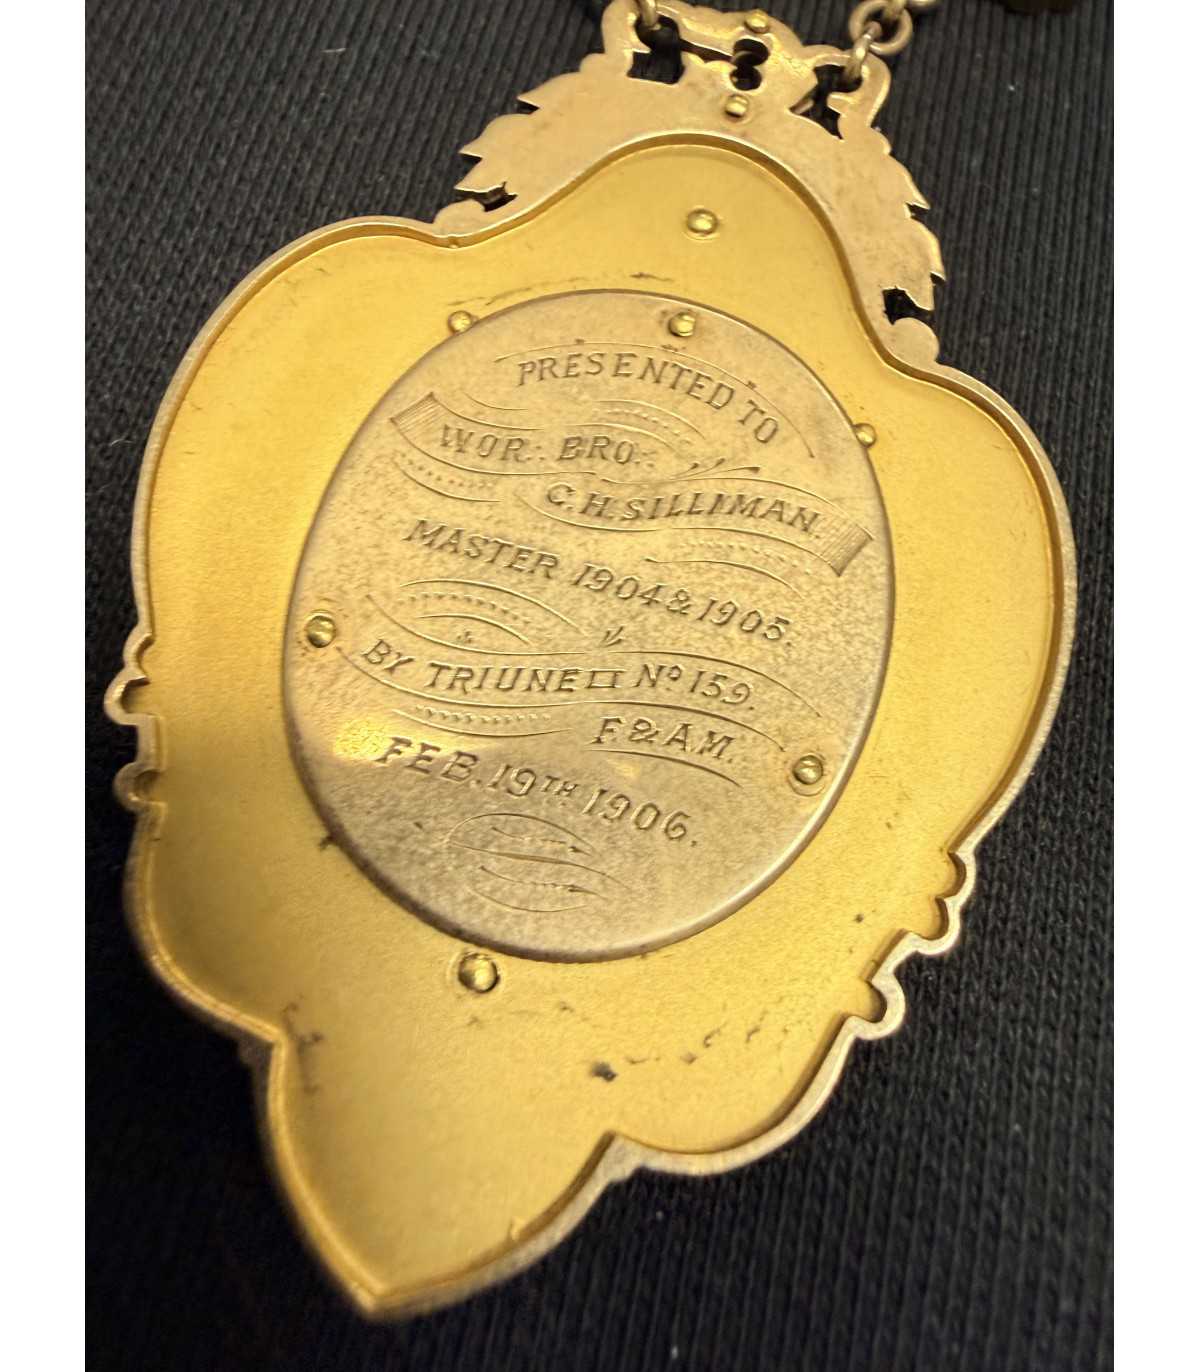 PRESENTED TO
WOR∴ BRO∴
C.H. SILLIMAN.
MASTER 1904 & 1905.
BY TRIUNE ▭ Nº 159.
F & A.M.
FEB. 19TH 1906.